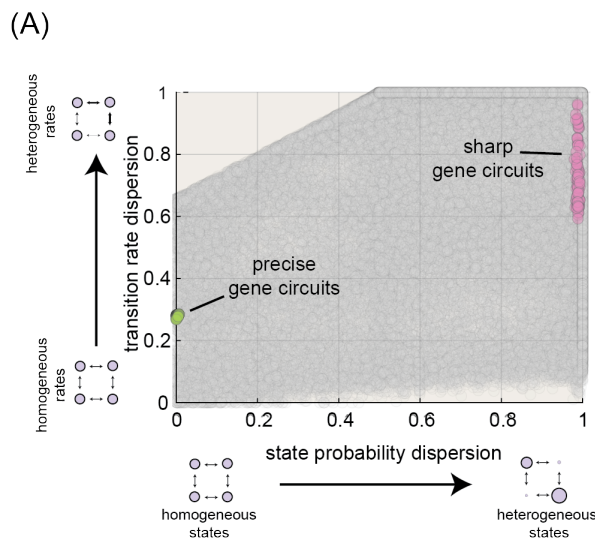 (A)
heterogeneous
rates
homogeneous
rates
transition rate dispersion
1
0.8
0.6
0.4
0.2
0
sharp
gene circuits
precise
gene circuits
0 0.2 0.4 0.6 0.8 1
state probability dispersion
homogeneous
states
heterogeneous
states